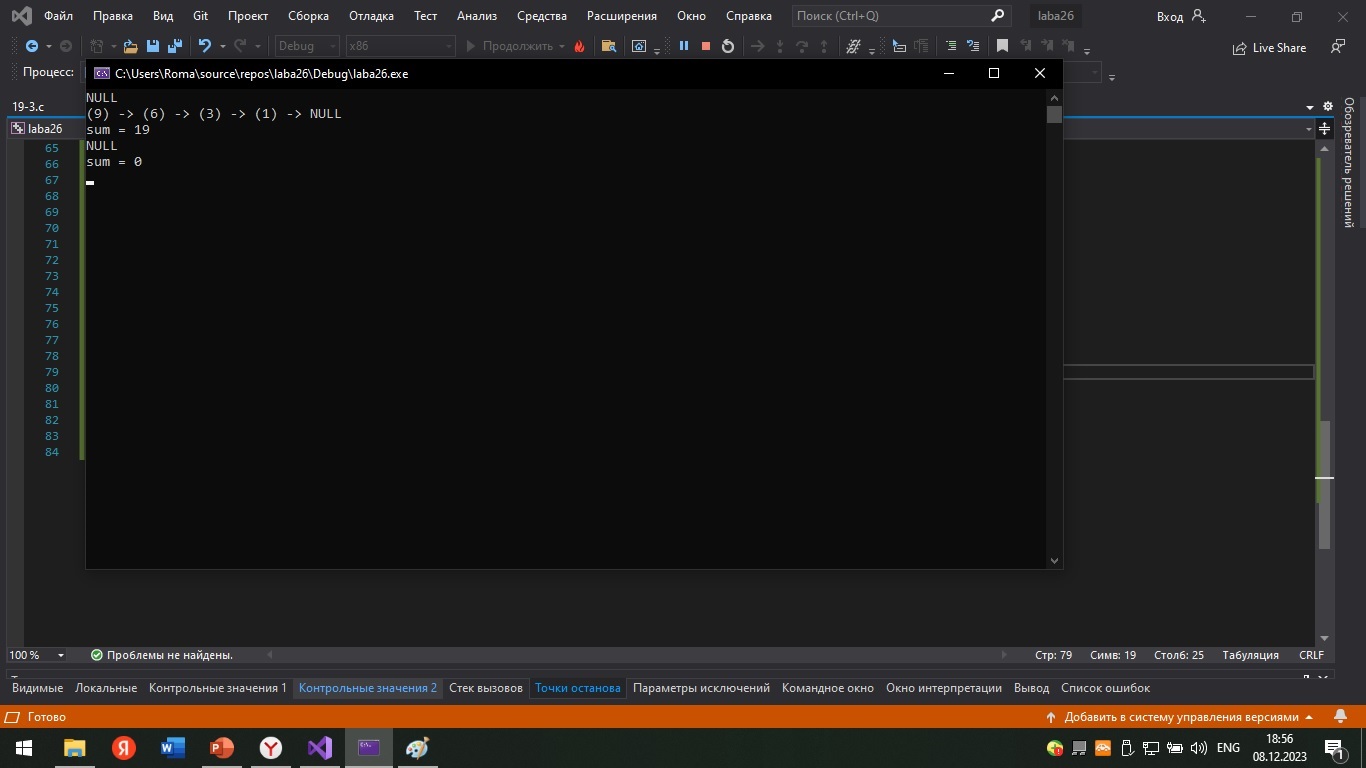 Файл Правка Вид Git Проект Сборка Отладка Тест Анализ Средства Расширения Окно Справка Поиск (Ctrl+Q) laba26 Вход
Debug x86 Продолжить Live Share
Процесс:
C:\Users\Roma\source\repos\laba26\Debug\laba26.exe
NULL
(9) -> (6) -> (3) -> (1) -> NULL
sum = 19
NULL
sum = 0
19-3.c
laba26
65
66
67
68
69
70
71
72
73
74
75
76
77
78
79
80
81
82
83
84
Обозреватель решений
100 % Проблемы не найдены. Стр: 79 Симв: 19 Столб: 25 Табуляция CRLF
Видимые Локальные Контрольные значения 1 Контрольные значения 2 Стек вызовов Точки останова Параметры исключений Командное окно Окно интерпретации Вывод Список ошибок
Готово Добавить в систему управления версиями
ENG 18:56
08.12.2023
1